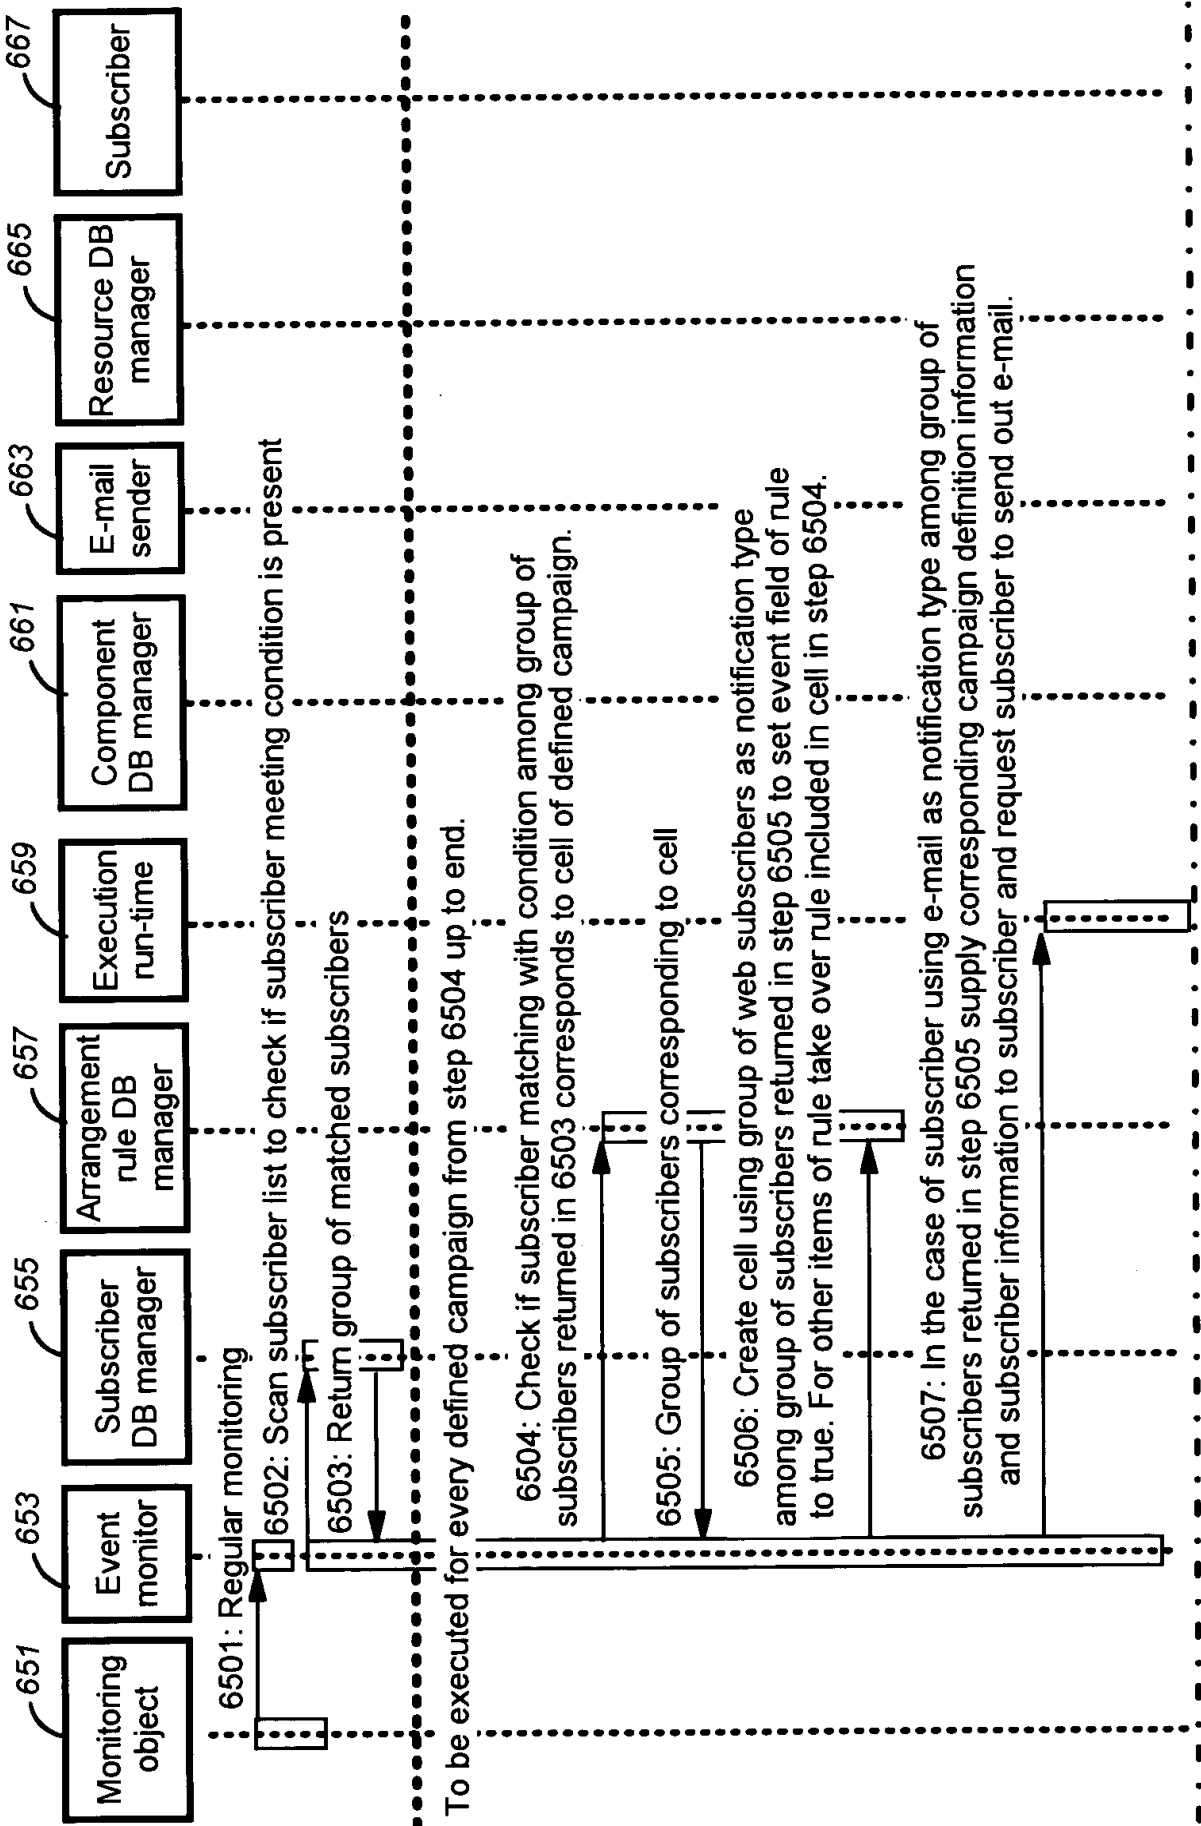 651
653
655
657
659
661
663
665
667
Monitoring
object
Event
monitor
Subscriber
DB manager
Arrangement
rule DB
manager
Execution
run-time
Component
DB manager
E-mail
sender
Resource DB
manager
Subscriber
6501: Regular monitoring
6502: Scan subscriber list to check if subscriber meeting condition is present
6503: Return group of matched subscribers
To be executed for every defined campaign from step 6504 up to end.
6504: Check if subscriber matching with condition among group of
subscribers returned in 6503 corresponds to cell of defined campaign.
6505: Group of subscribers corresponding to cell
6506: Create cell using group of web subscribers as notification type
among group of subscribers returned in step 6505 to set event field of rule
to true. For other items of rule take over rule included in cell in step 6504.
6507: In the case of subscriber using e-mail as notification type among group of
subscribers returned in step 6505 supply corresponding campaign definition information
and subscriber information to subscriber and request subscriber to send out e-mail.